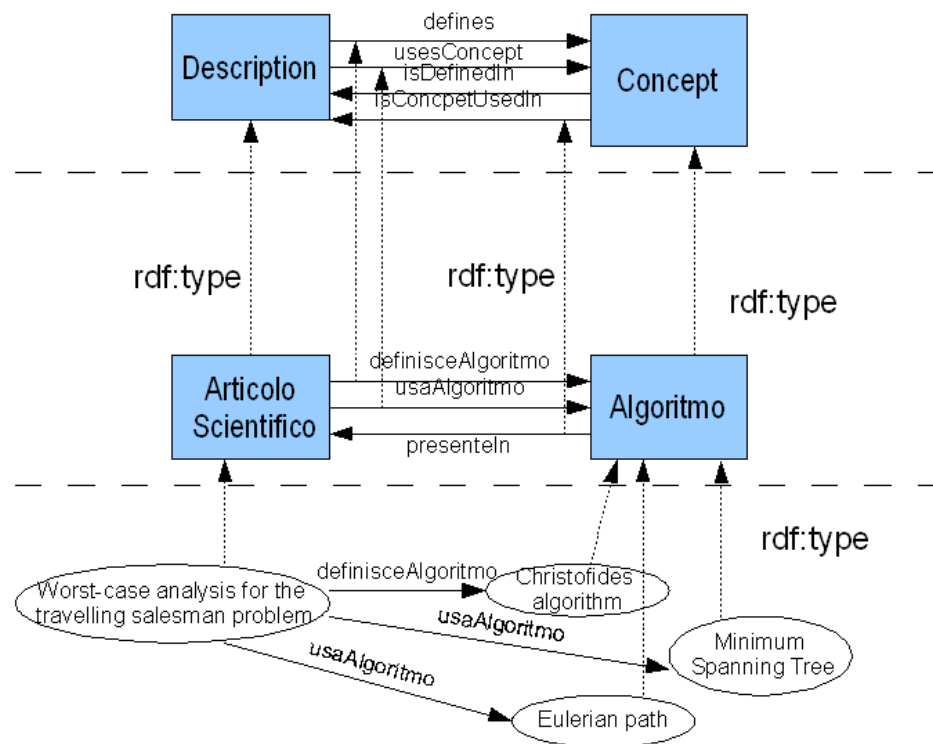 defines
usesConcept
isDefinedIn
isConcpetUsedIn
Description
Concept
rdf:type
rdf:type
rdf:type
definisceAlgoritmo
usaAlgoritmo
presenteIn
Articolo
Scientifico
Algoritmo
rdf:type
Worst-case analysis for the
travelling salesman problem
definisceAlgoritmo
Christofides
algorithm
usaAlgoritmo
Minimum
Spanning Tree
usaAlgoritmo
Eulerian path